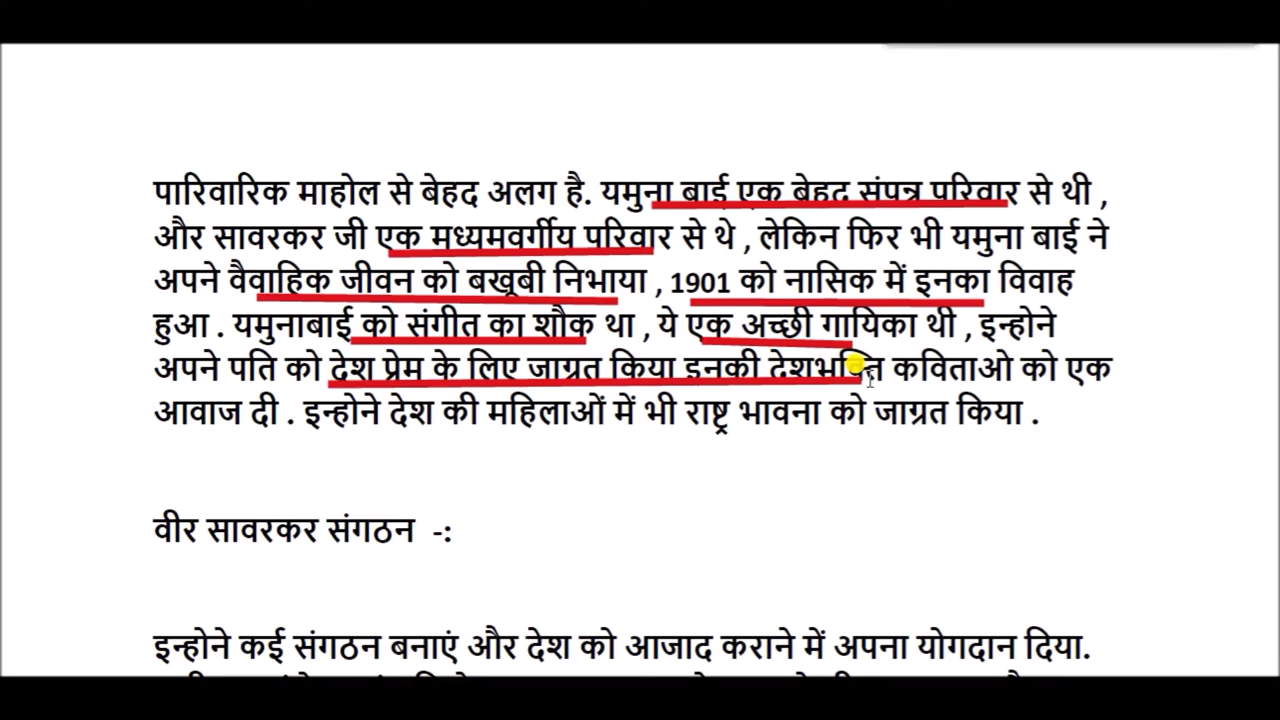 पारिवारिक माहोल से बेहद अलग है. यमुना बाई एक बेहद संपन्न परिवार से थी ,
और सावरकर जी एक मध्यमवर्गीय परिवार से थे , लेकिन फिर भी यमुना बाई ने
अपने वैवाहिक जीवन को बखूबी निभाया , 1901 को नासिक में इनका विवाह
हुआ . यमुनाबाई को संगीत का शौक था , ये एक अच्छी गायिका थी , इन्होने
अपने पति को देश प्रेम के लिए जाग्रत किया इनकी देशभक्ति कविताओ को एक
आवाज दी . इन्होने देश की महिलाओं में भी राष्ट्र भावना को जाग्रत किया .
वीर सावरकर संगठन -:
इन्होने कई संगठन बनाएं और देश को आजाद कराने में अपना योगदान दिया.